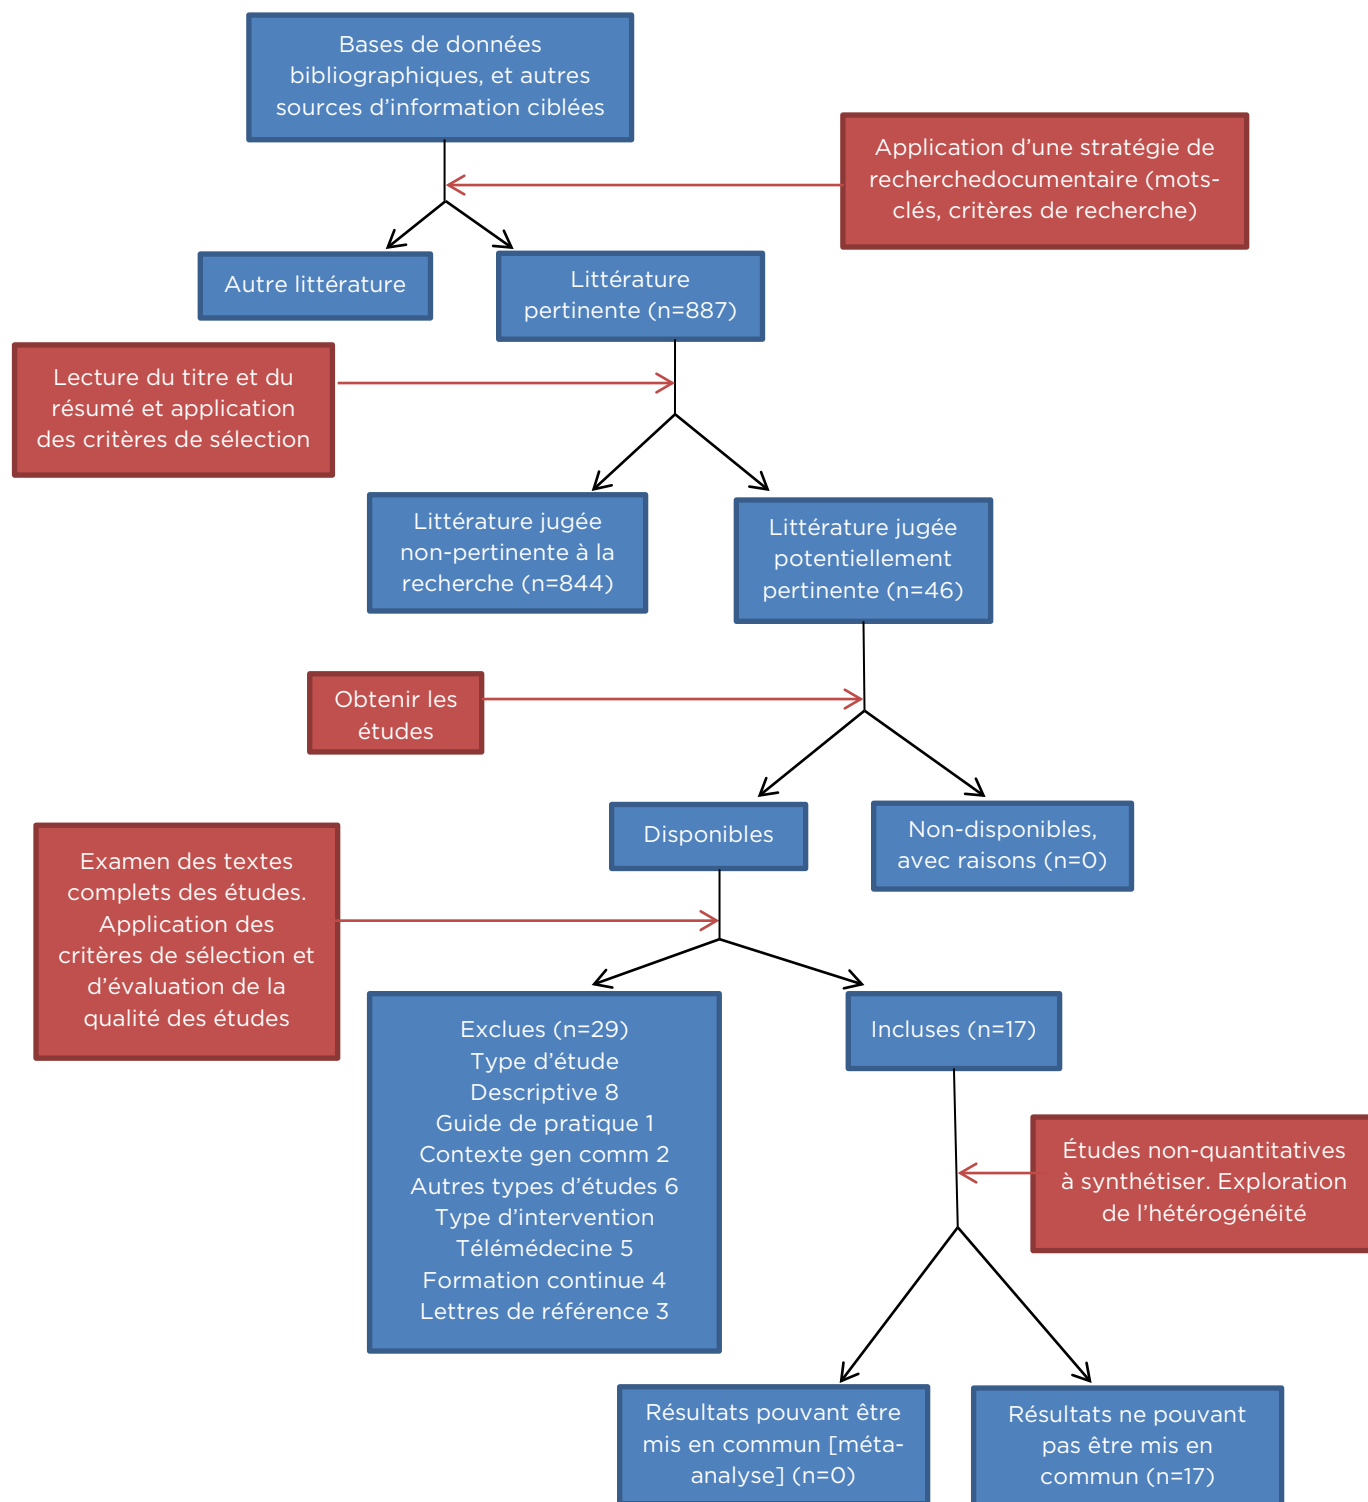 Bases de données
bibliographiques, et autres
sources d'information ciblées
Application d'une stratégie de
recherchedocumentaire (mots-
clés, critères de recherche)
Autre littérature
Littérature
pertinente (n=887)
Lecture du titre et du
résumé et application
des critères de sélection
Littérature jugée
non-pertinente à la
recherche (n=844)
Littérature jugée
potentiellement
pertinente (n=46)
Obtenir les
études
Disponibles
Non-disponibles,
avec raisons (n=0)
Examen des textes
complets des études.
Application des
critères de sélection et
d'évaluation de la
qualité des études
Exclues (n=29)
Type d'étude
Descriptive 8
Guide de pratique 1
Contexte gen comm 2
Autres types d'études 6
Type d'intervention
Télémédecine 5
Formation continue 4
Lettres de référence 3
Incluses (n=17)
Études non-quantitatives
à synthétiser. Exploration
de l'hétérogénéité
Résultats pouvant être
mis en commun [méta-
analyse] (n=0)
Résultats ne pouvant
pas être mis en
commun (n=17)